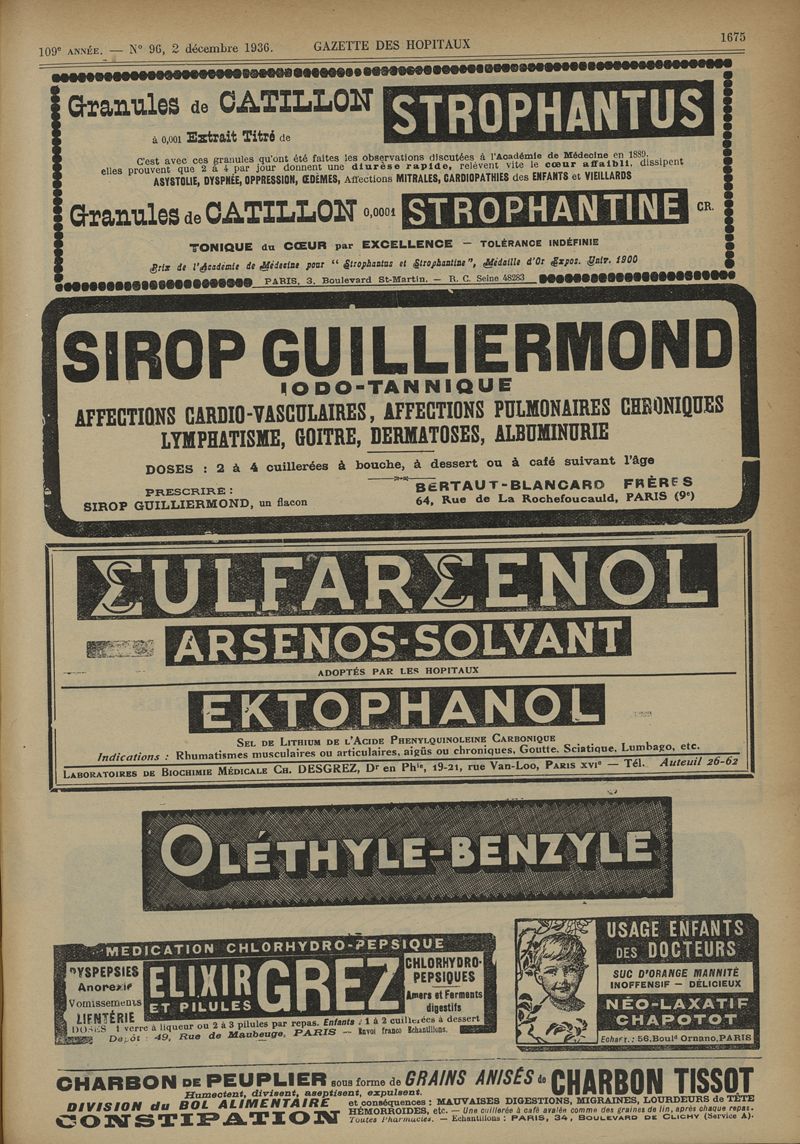 109e ANNÉE. — No 96, 2 décembre 1936. GAZETTE DES HOPITAUX 1675
Granules de CATILLON STROPHANTUS
à 0,001 Extrait Titré de
C'est avec ces granules qu'ont été faites les observations discutées à l'Académie de Médecine en 1889,
elles prouvent que 2 à 4 par jour donnent une diurèse rapide, relèvent vite le cœur affaibli, dissipent
ASYSTOLIE, DYSPNÉE, OPPRESSION, ŒDÈMES, Affections MITRALES, CARDIOPATHIES des ENFANTS et VIEILLARDS
Granules de CATILLON 0,0001 STROPHANTINE CR.
TONIQUE du CŒUR par EXCELLENCE — TOLÉRANCE INDÉFINIE
Prix de l'Académie de Médecine pour “ Strophantus et Strophantine ”, Médaille d'Or Expos. Univ. 1900
PARIS, 3, Boulevard St-Martin. — R. C. Seine 48283
SIROP GUILLIERMOND
IODO-TANNIQUE
AFFECTIONS CARDIO-VASCULAIRES, AFFECTIONS PULMONAIRES CHRONIQUES
LYMPHATISME, GOITRE, DERMATOSES, ALBUMINURIE
DOSES : 2 à 4 cuillerées à bouche, à dessert ou à café suivant l'âge
PRESCRIRE :
SIROP GUILLIERMOND, un flacon
BERTAUT-BLANCARD FRÈRES
64, Rue de La Rochefoucauld, PARIS (9e)
ΣULFARΣENOL
ARSENOS-SOLVANT
ADOPTÉS PAR LES HOPITAUX
EKTOPHANOL
SEL DE LITHIUM DE L'ACIDE PHENYLQUINOLEINE CARBONIQUE
Indications : Rhumatismes musculaires ou articulaires, aigüs ou chroniques, Goutte, Sciatique, Lumbago, etc.
LABORATOIRES DE BIOCHIMIE MÉDICALE CH. DESGREZ, Dr en Phie, 19-21, rue Van-Loo, PARIS XVIe — Tél. Auteuil 26-62
OLÉTHYLE-BENZYLE
MEDICATION CHLORHYDRO-PEPSIQUE
DYSPEPSIES
Anorexie
Vomissements
LIENTÉRIE
ELIXIR
ET PILULES
GREZ
CHLORHYDRO-
PEPSIQUES
Amers et Ferments
digestifs
DOSES 1 verre à liqueur ou 2 à 3 pilules par repas. Enfants : 1 à 2 cuillerées à dessert
Dépôt : 49, Rue de Maubeuge, PARIS — Envoi franco Echantillons.
USAGE ENFANTS
DES DOCTEURS
SUC D'ORANGE MANNITÉ
INOFFENSIF — DÉLICIEUX
NÉO-LAXATIF
CHAPOTOT
Echant.: 56, Bould Ornano, PARIS
CHARBON DE PEUPLIER sous forme de GRAINS ANISÉS de CHARBON TISSOT
Humectent, divisent, aseptisent, expulsent.
DIVISION du BOL ALIMENTAIRE et conséquences : MAUVAISES DIGESTIONS, MIGRAINES, LOURDEURS de TÊTE
CONSTIPATION HÉMORROIDES, etc. — Une cuillerée à café avalée comme des graines de lin, après chaque repas.
Toutes Pharmacies. — Echantillons : PARIS, 34, BOULEVARD DE CLICHY (Service A).